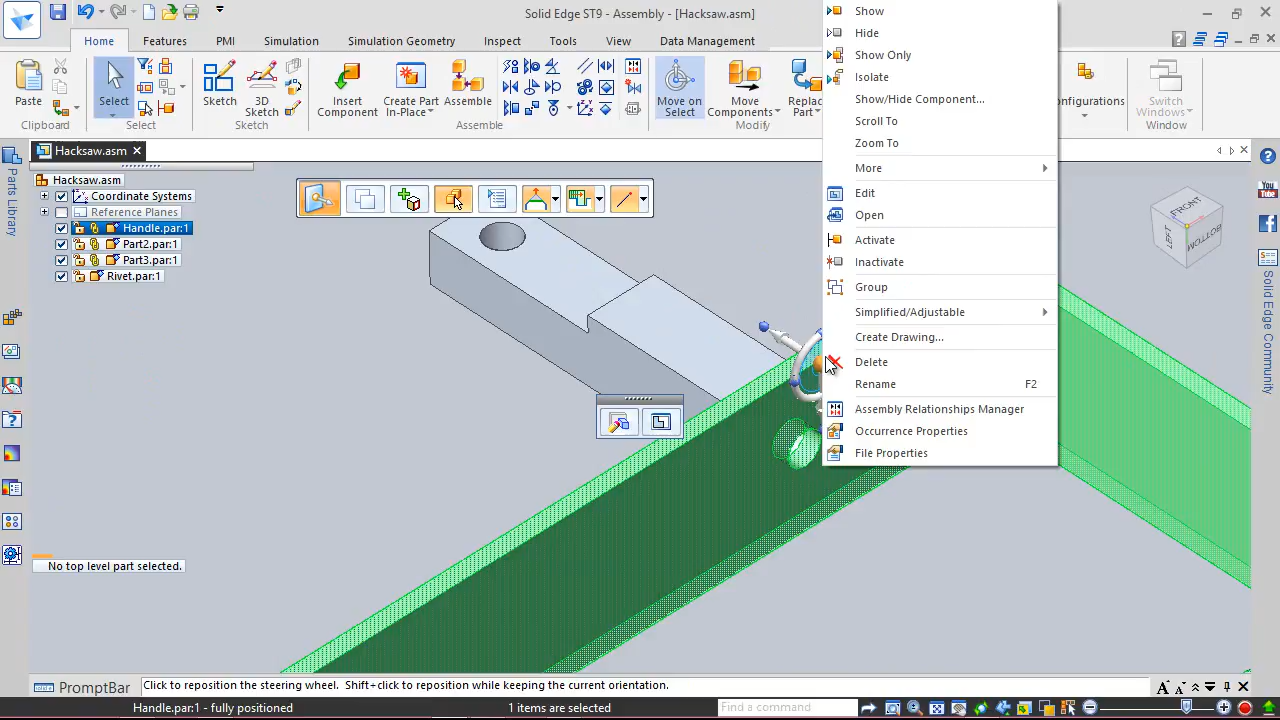 Solid Edge ST9 - Assembly - [Hacksaw.asm]
Home
Features
PMI
Simulation
Simulation Geometry
Inspect
Tools
View
Data Management
Paste
Clipboard
Select
Select
Sketch
3D
Sketch
Sketch
Insert
Component
Create Part
In-Place
Assemble
Assemble
Move on
Select
Move
Components
Replace
Part
Modify
Configurations
Switch
Windows
Window
Hacksaw.asm
Parts Library
Hacksaw.asm
Coordinate Systems
Reference Planes
Handle.par:1
Part2.par:1
Part3.par:1
Rivet.par:1
No top level part selected.
Show
Hide
Show Only
Isolate
Show/Hide Component...
Scroll To
Zoom To
More
Edit
Open
Activate
Inactivate
Group
Simplified/Adjustable
Create Drawing...
Delete
Rename F2
Assembly Relationships Manager
Occurrence Properties
File Properties
FRONT
LEFT
BOTTOM
You Tube
Solid Edge Community
PromptBar
Click to reposition the steering wheel. Shift+click to reposition while keeping the current orientation.
Handle.par:1 - fully positioned
1 items are selected
Find a command